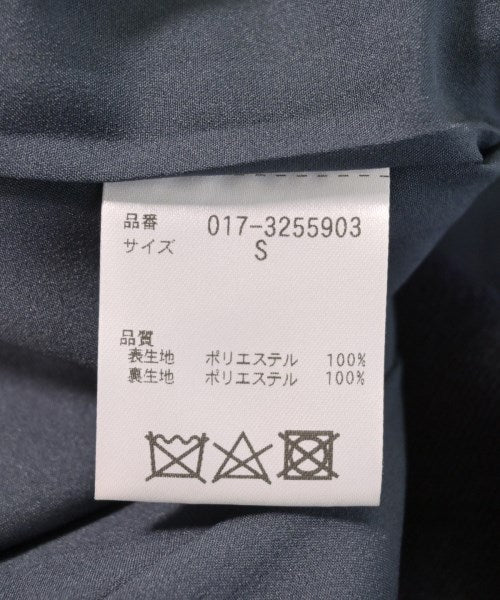 品番 017-3255903
サイズ S
品質
表生地 ポリエステル 100%
裏生地 ポリエステル 100%